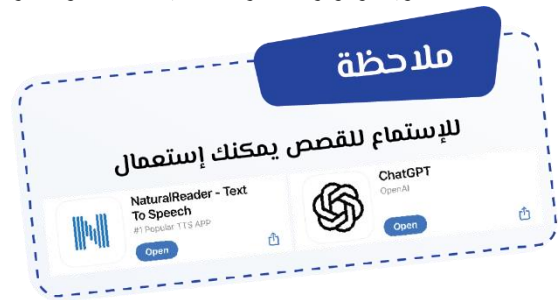 ملاحظة
للإستماع للقصص يمكنك إستعمال
NaturalReader - Text
To Speech
#1 Popular TTS APP
Open
ChatGPT
OpenAI
Open